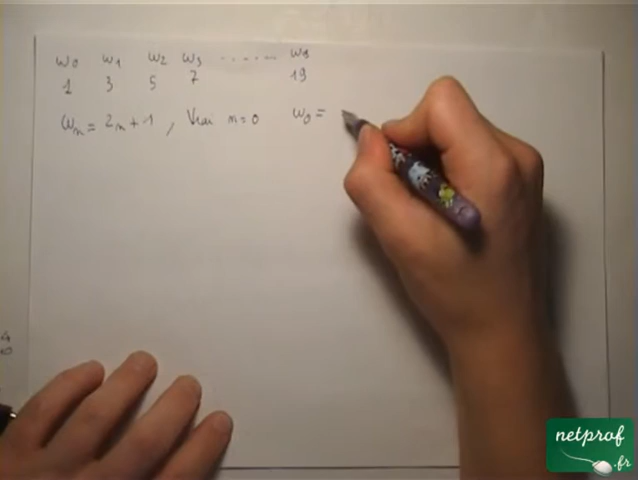 w₀ w₁ w₂ w₃ ........ w₉
1 3 5 7 19
wₙ = 2n + 1 , Vrai n = 0 w₀ =
netprof
.fr